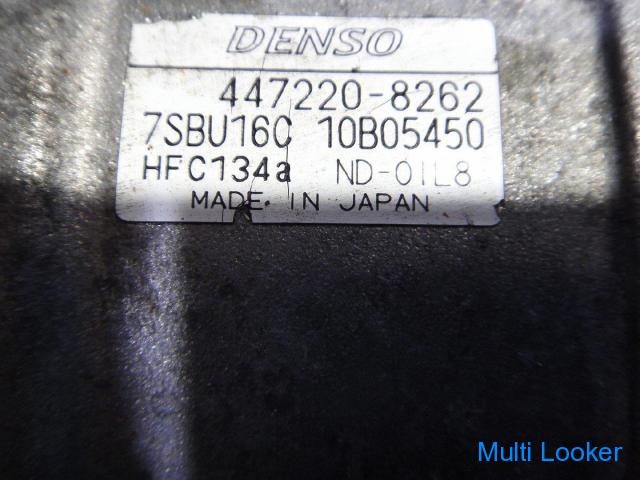 DENSO
447220-8262
7SBU16C 10B05450
HFC134a ND-OIL8
MADE IN JAPAN
Multi Looker